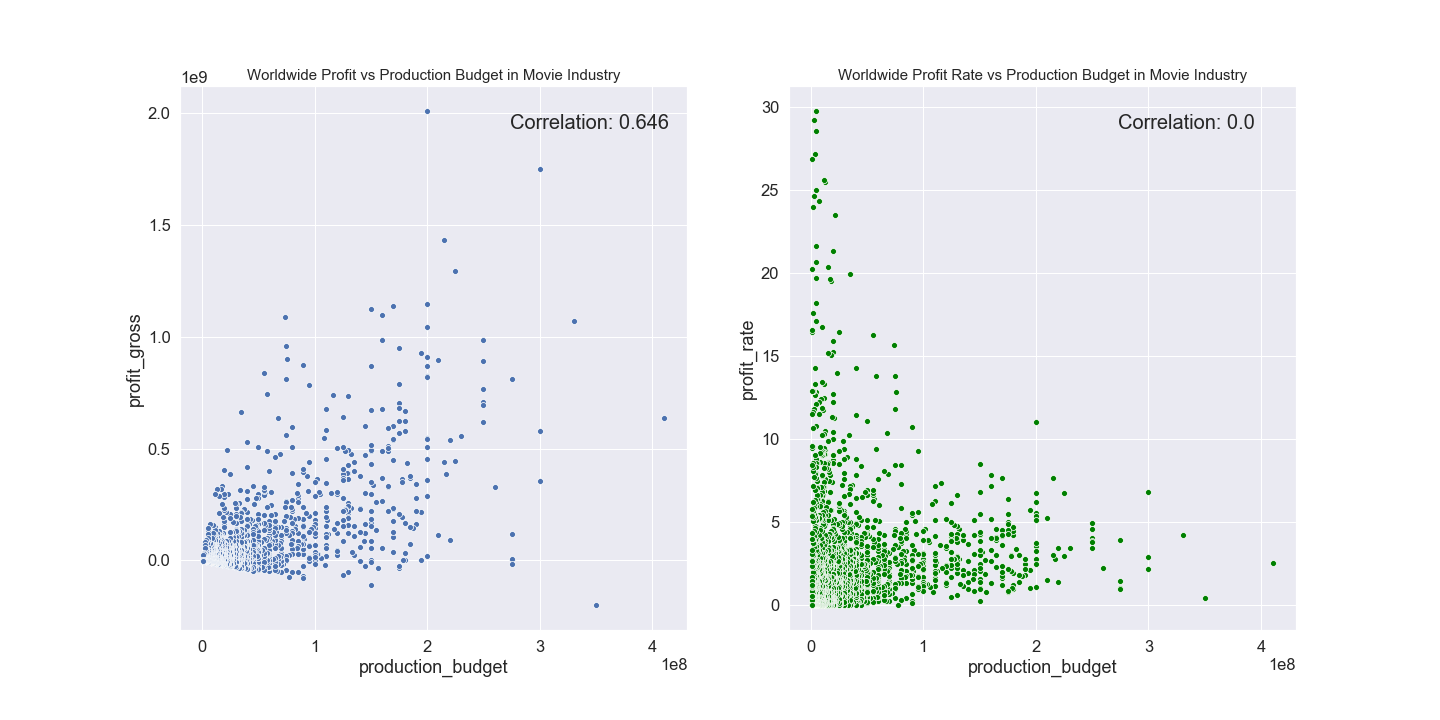 Worldwide Profit vs Production Budget in Movie Industry
1e9
Correlation: 0.646
2.0
1.5
1.0
0.5
0.0
profit_gross
0 1 2 3 4
1e8
production_budget
Worldwide Profit Rate vs Production Budget in Movie Industry
Correlation: 0.0
30
25
20
15
10
5
0
profit_rate
0 1 2 3 4
1e8
production_budget